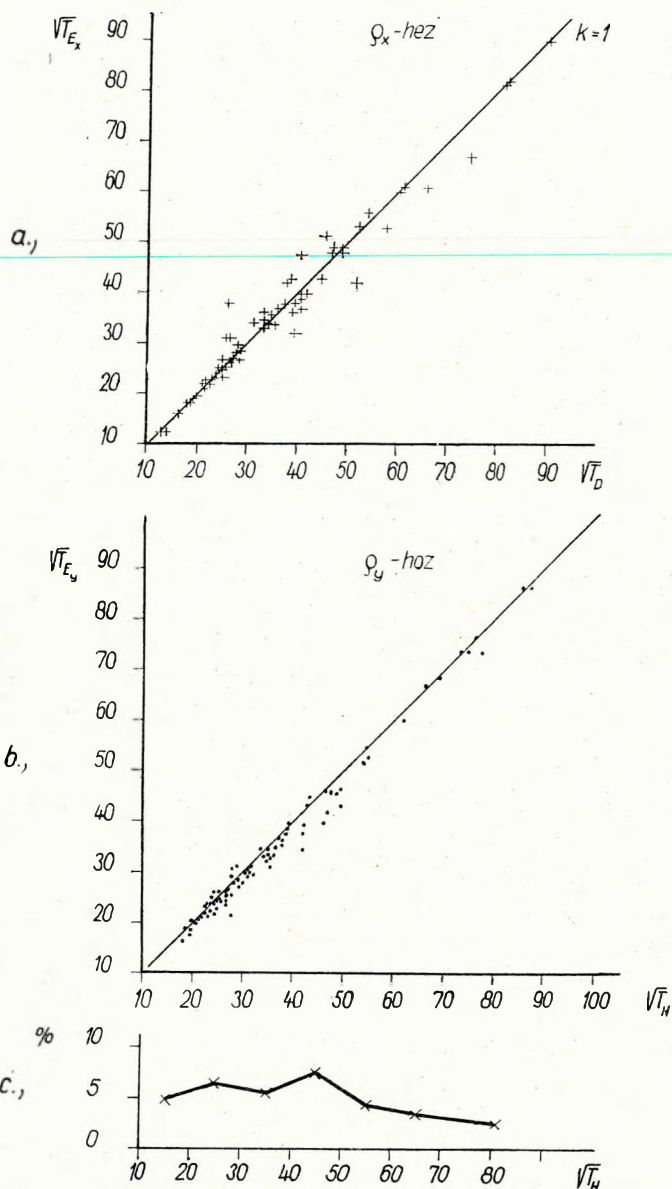 √T_Ex 90 ϱx-hez k=1
80
70
60
a., 50
40
30
20
10
10 20 30 40 50 60 70 80 90 √T_D
√T_Ey 90 ϱy-hoz
80
70
60
b., 50
40
30
20
10
10 20 30 40 50 60 70 80 90 100 √T_H
% 10
c., 5
0
10 20 30 40 50 60 70 80 √T_H